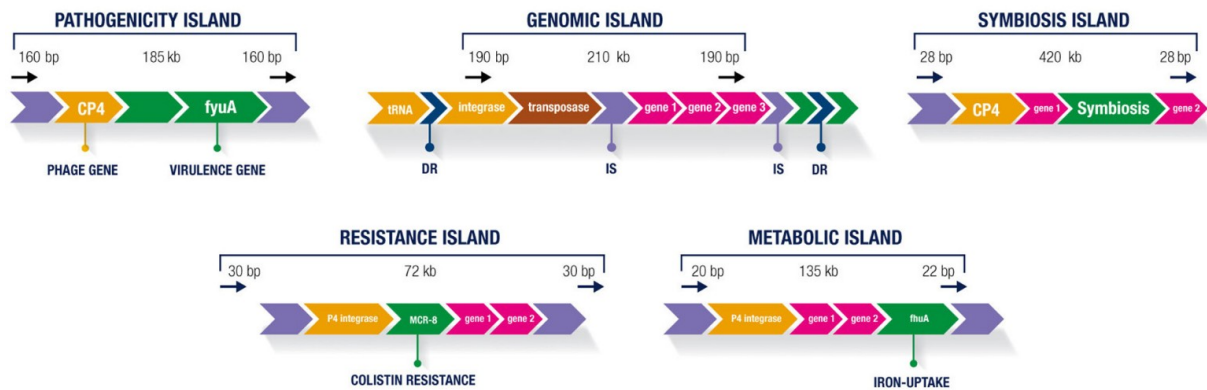 PATHOGENICITY ISLAND
160 bp 185 kb 160 bp
CP4 fyuA
PHAGE GENE VIRULENCE GENE
GENOMIC ISLAND
190 bp 210 kb 190 bp
tRNA integrase transposase gene 1 gene 2 gene 3
DR IS IS DR
SYMBIOSIS ISLAND
28 bp 420 kb 28 bp
CP4 gene 1 Symbiosis gene 2
RESISTANCE ISLAND
30 bp 72 kb 30 bp
P4 integrase MCR-8 gene 1 gene 2
COLISTIN RESISTANCE
METABOLIC ISLAND
20 bp 135 kb 22 bp
P4 integrase gene 1 gene 2 fhuA
IRON-UPTAKE